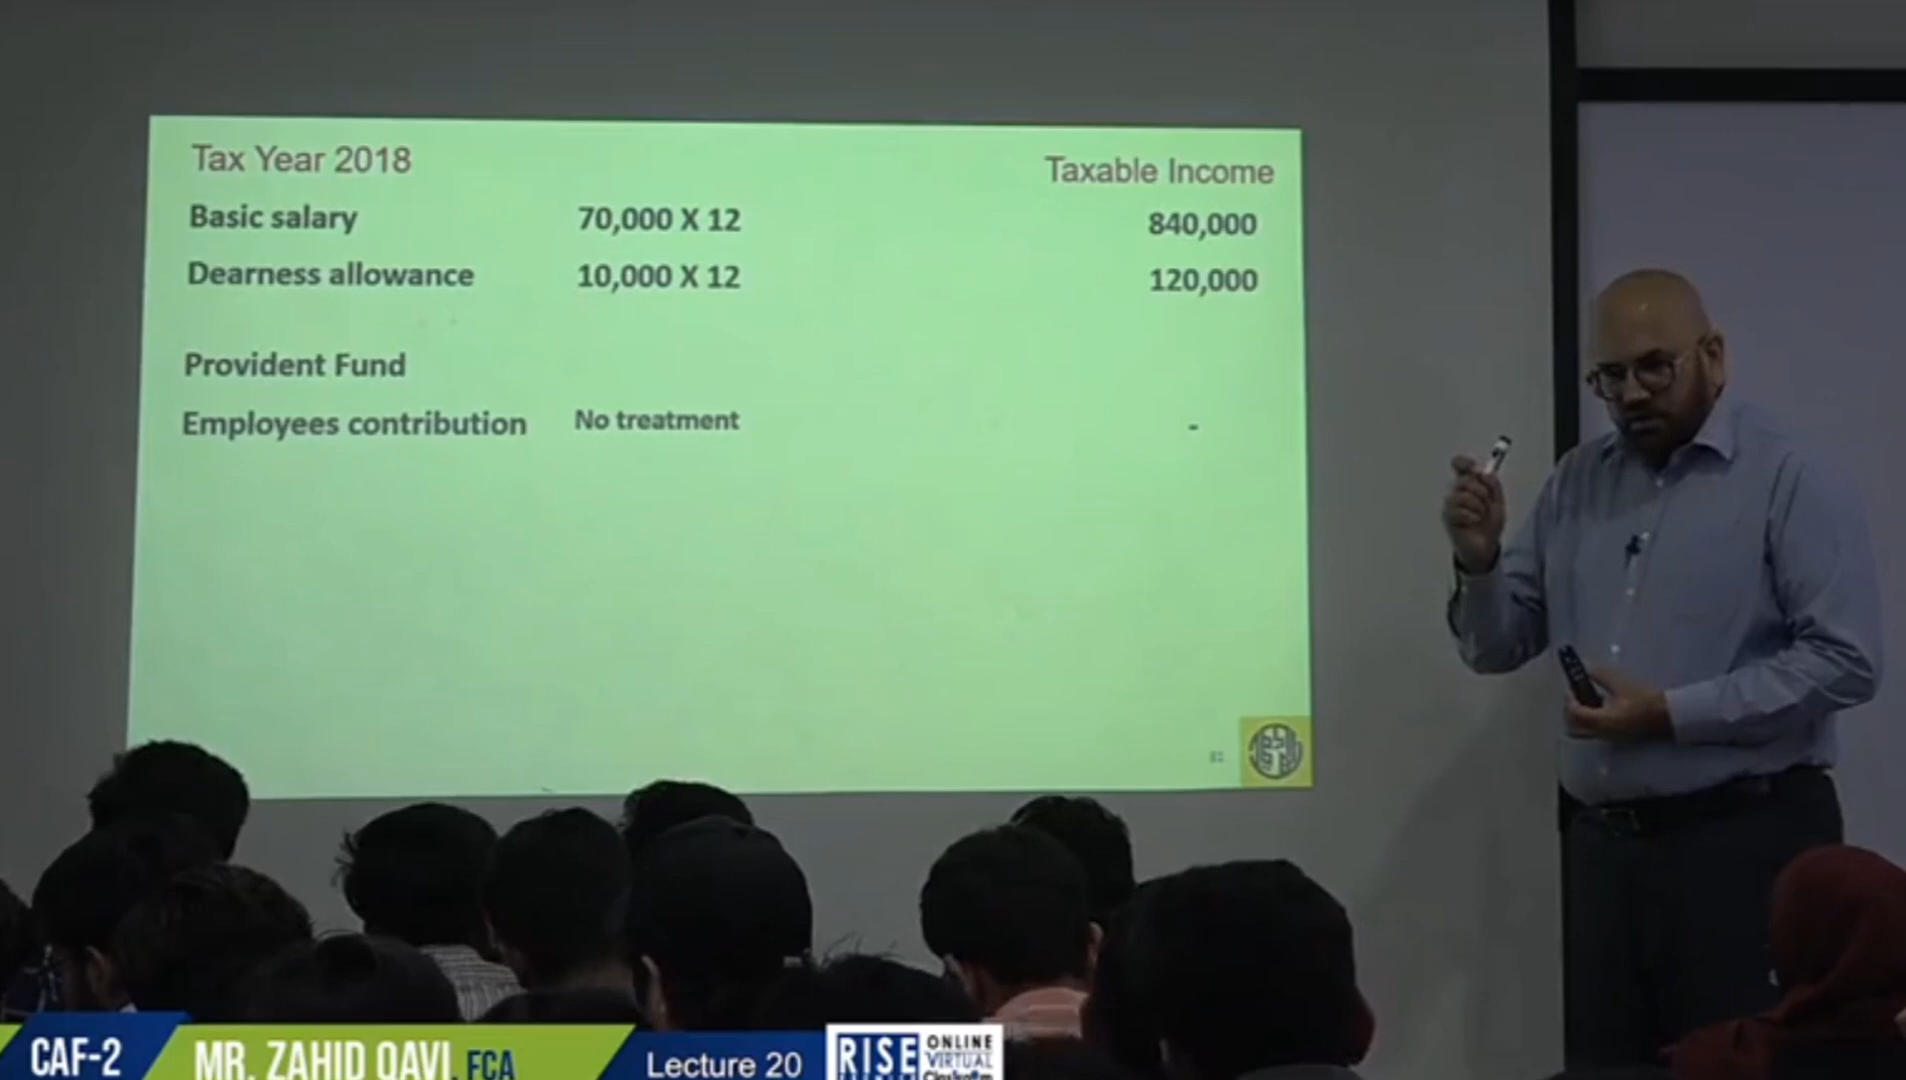 Tax Year 2018
Taxable Income
Basic salary 70,000 X 12 840,000
Dearness allowance 10,000 X 12 120,000
Provident Fund
Employees contribution No treatment -
CAF-2
MR. ZAHID QAVI, FCA
Lecture 20
RISE
ONLINE
VIRTUAL